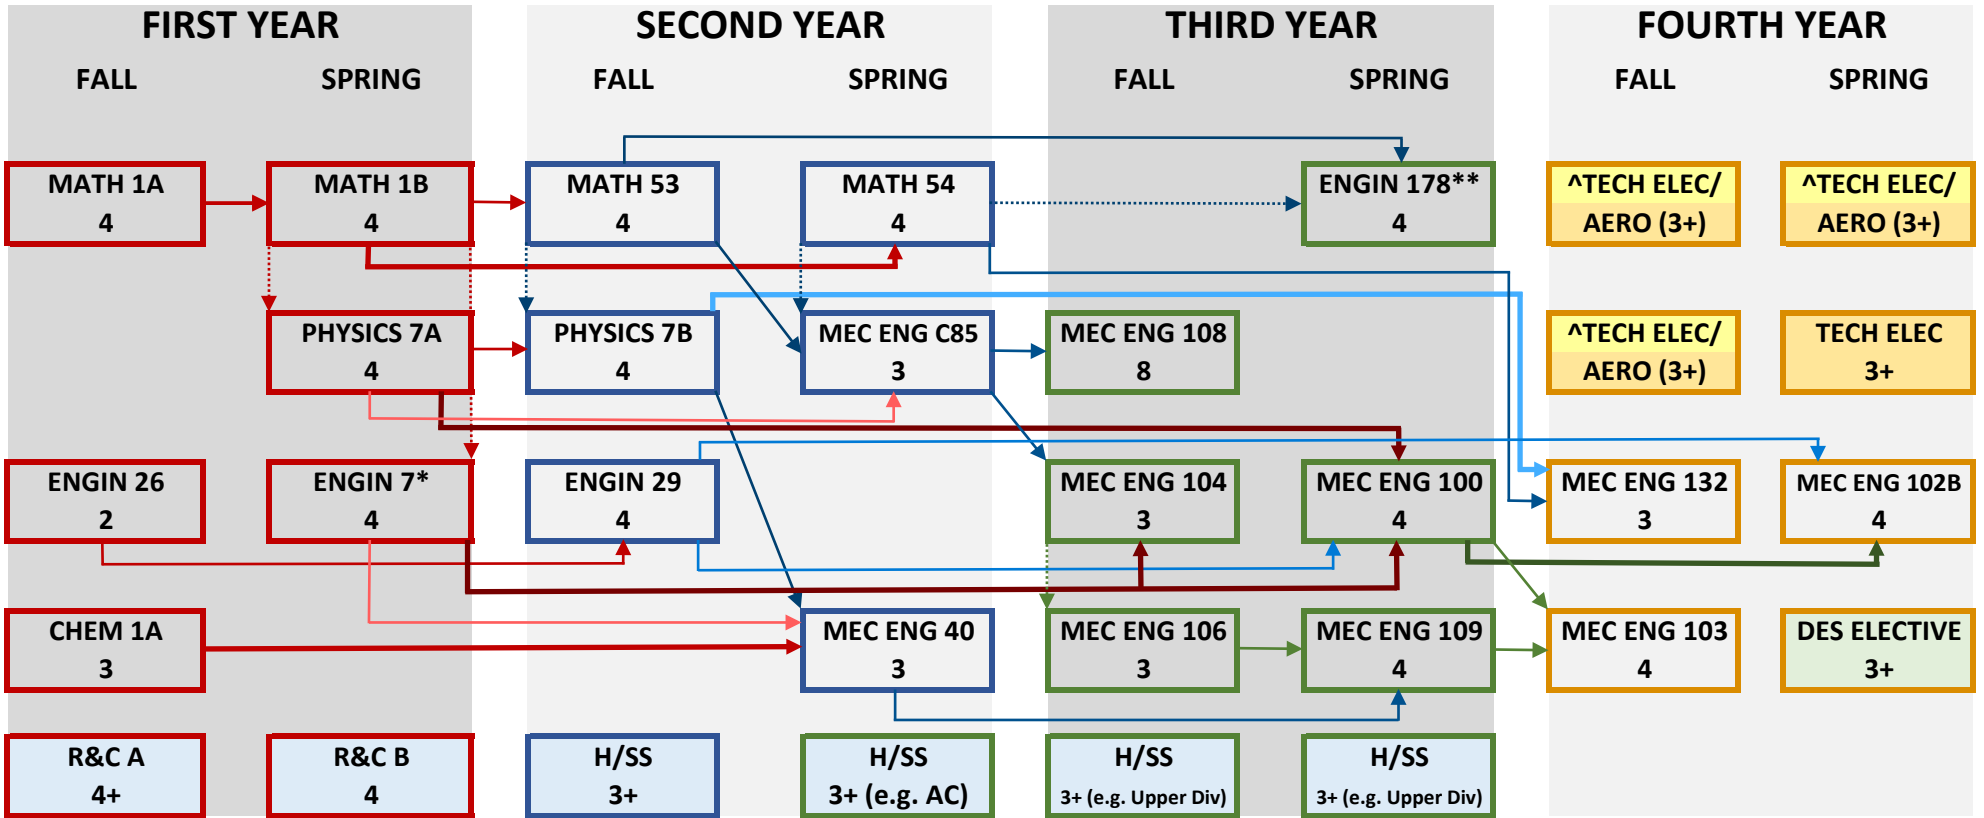 FIRST YEAR
SECOND YEAR
THIRD YEAR
FOURTH YEAR
FALL
SPRING
FALL
SPRING
FALL
SPRING
FALL
SPRING
MATH 1A
4
MATH 1B
4
MATH 53
4
MATH 54
4
ENGIN 178**
4
^TECH ELEC/
AERO (3+)
^TECH ELEC/
AERO (3+)
PHYSICS 7A
4
PHYSICS 7B
4
MEC ENG C85
3
MEC ENG 108
8
^TECH ELEC/
AERO (3+)
TECH ELEC
3+
ENGIN 26
2
ENGIN 7*
4
ENGIN 29
4
MEC ENG 104
3
MEC ENG 100
4
MEC ENG 132
3
MEC ENG 102B
4
CHEM 1A
3
MEC ENG 40
3
MEC ENG 106
3
MEC ENG 109
4
MEC ENG 103
4
DES ELECTIVE
3+
R&C A
4+
R&C B
4
H/SS
3+
H/SS
3+ (e.g. AC)
H/SS
3+ (e.g. Upper Div)
H/SS
3+ (e.g. Upper Div)